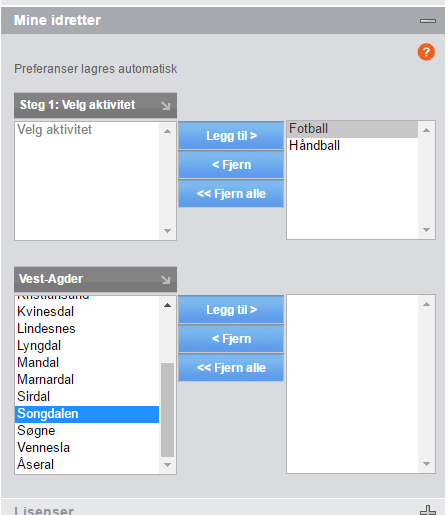 Mine idretter
?
Preferanser lagres automatisk
Steg 1: Velg aktivitet
Velg aktivitet
Legg til >
< Fjern
<< Fjern alle
Fotball
Håndball
Vest-Agder
Kristiansand
Kvinesdal
Lindesnes
Lyngdal
Mandal
Marnardal
Sirdal
Songdalen
Søgne
Vennesla
Åseral
Legg til >
< Fjern
<< Fjern alle
Lisenser